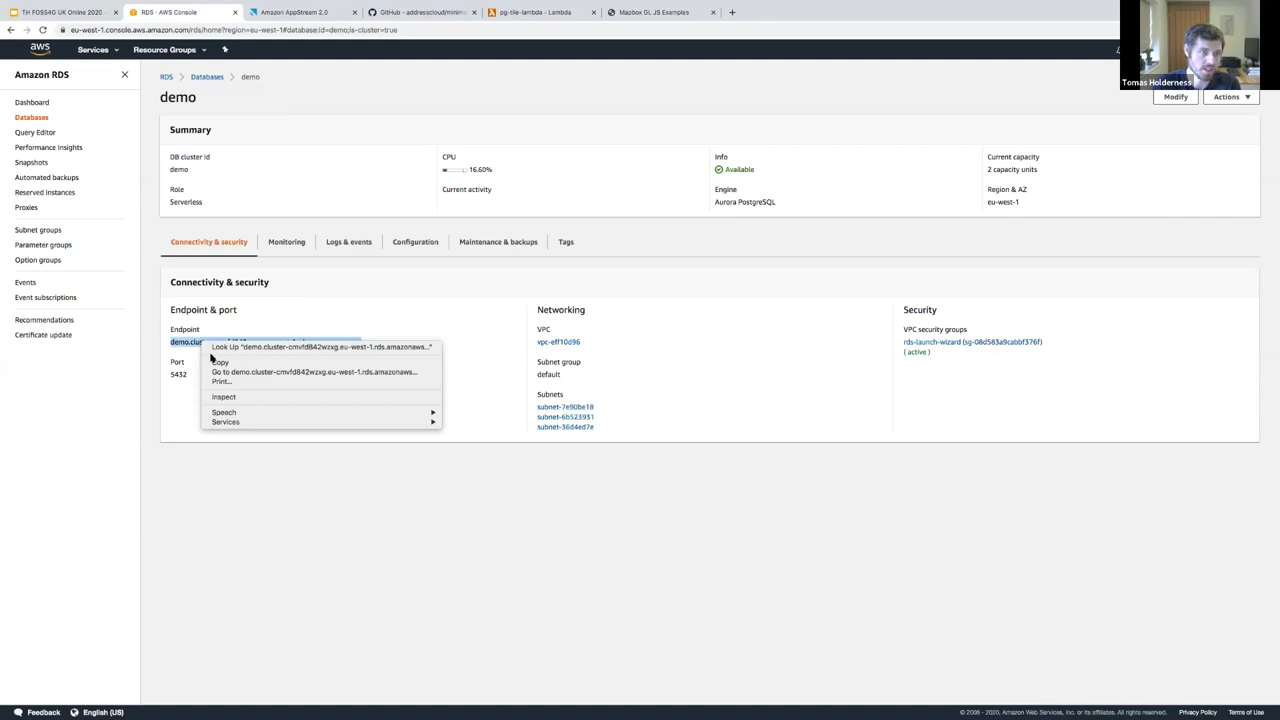 TH FOSS4G UK Online 2020
RDS - AWS Console
Amazon AppStream 2.0
GitHub - addresscloud/minim
pg-tile-lambda - Lambda
Mapbox GL JS Examples
eu-west-1.console.aws.amazon.com/rds/home?region=eu-west-1#database:id=demo;is-cluster=true
aws
Services
Resource Groups
Tomas Holderness
Amazon RDS
Dashboard
Databases
Query Editor
Performance Insights
Snapshots
Automated backups
Reserved instances
Proxies
Subnet groups
Parameter groups
Option groups
Events
Event subscriptions
Recommendations
Certificate update
RDS
Databases
demo
demo
Modify
Actions
Summary
DB cluster id
demo
CPU
16.60%
Info
Available
Current capacity
2 capacity units
Role
Serverless
Current activity
Engine
Aurora PostgreSQL
Region & AZ
eu-west-1
Connectivity & security
Monitoring
Logs & events
Configuration
Maintenance & backups
Tags
Connectivity & security
Endpoint & port
Endpoint
Port
5432
Look Up "demo.cluster-cmvfd842wzxg.eu-west-1.rds.amazonaws..."
Copy
Go to demo.cluster-cmvfd842wzxg.eu-west-1.rds.amazonaws...
Print...
Inspect
Speech
Services
Networking
VPC
vpc-eff10d96
Subnet group
default
Subnets
subnet-7e90be18
subnet-6b523931
subnet-36d4ed7e
Security
VPC security groups
rds-launch-wizard (sg-08d583a9cabbf376f)
( active )
Feedback
English (US)
© 2008 - 2020, Amazon Web Services, Inc. or its affiliates. All rights reserved.
Privacy Policy
Terms of Use